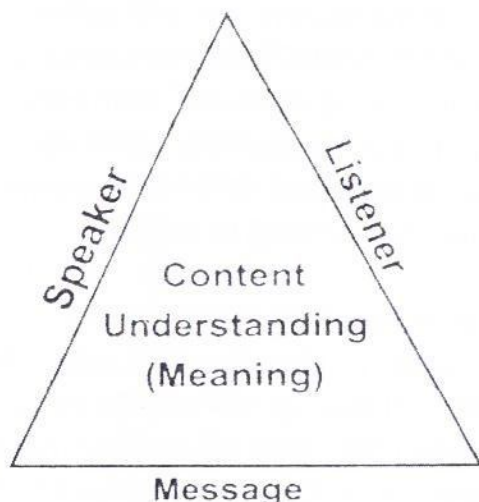 Speaker
Listener
Content
Understanding
(Meaning)
Message